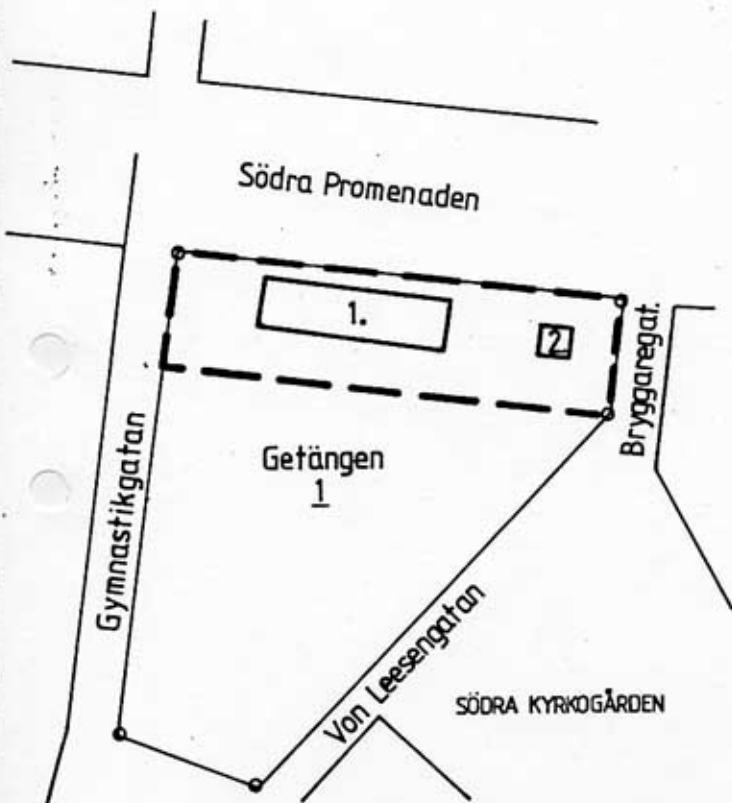 Södra Promenaden
1.
2
Bryggaregat.
Getängen
1
Gymnastikgatan
Von Leesengatan
SÖDRA KYRKOGÅRDEN